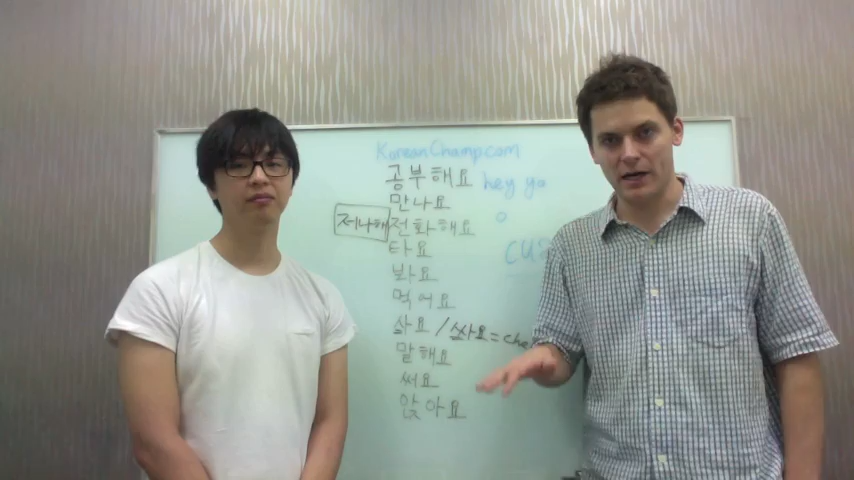 KoreanChamp.com
공부해요 hey yo
만나요
저나해 전화해요 o
타요
봐요
먹어요
사요 / 싸요 = che
말해요
써요
앉아요